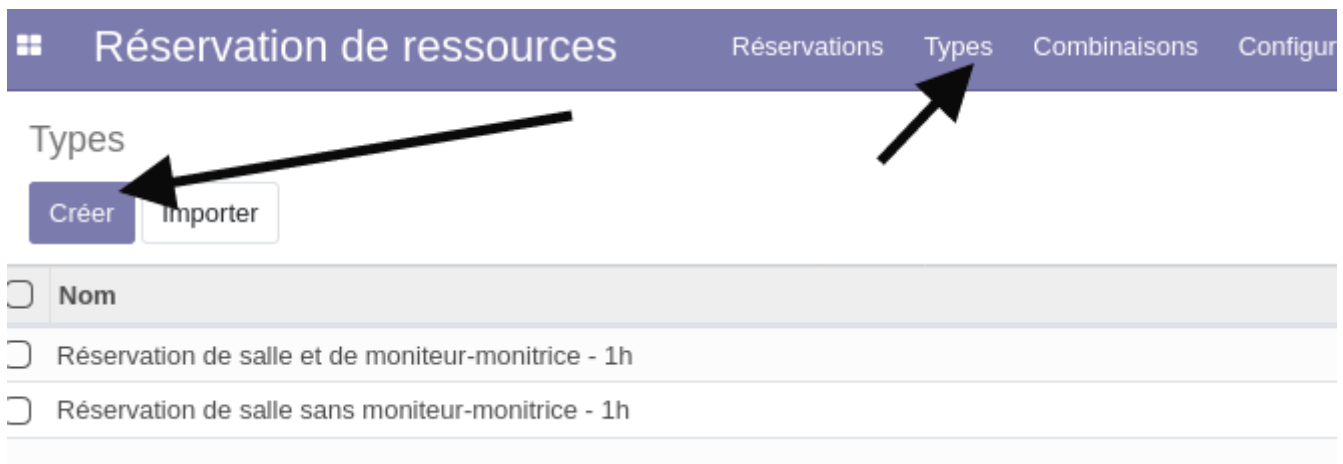 Réservation de ressources Réservations Types Combinaisons Configur
Types
Créer Importer
Nom
Réservation de salle et de moniteur-monitrice - 1h
Réservation de salle sans moniteur-monitrice - 1h